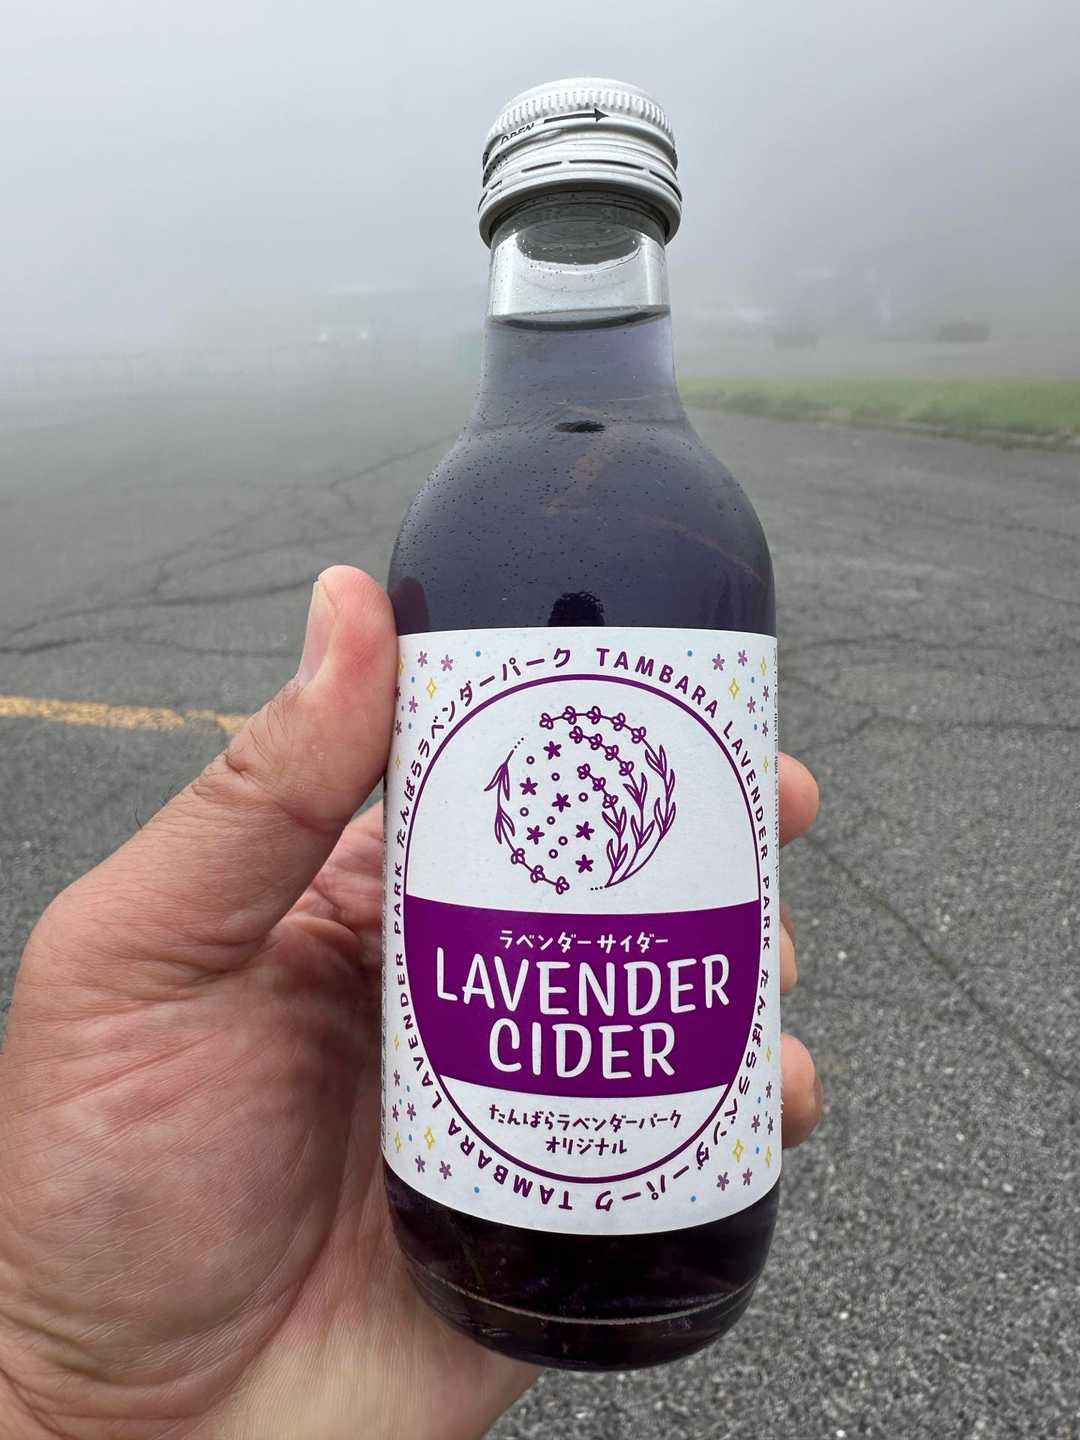 OPEN
たんばららラベンダーパーク TAMBARA LAVENDER PARK たんばららラベンダーパーク TAMBARA LAVENDER PARK
ラベンダーサイダー
LAVENDER
CIDER
たんばらラベンダーパーク
オリジナル